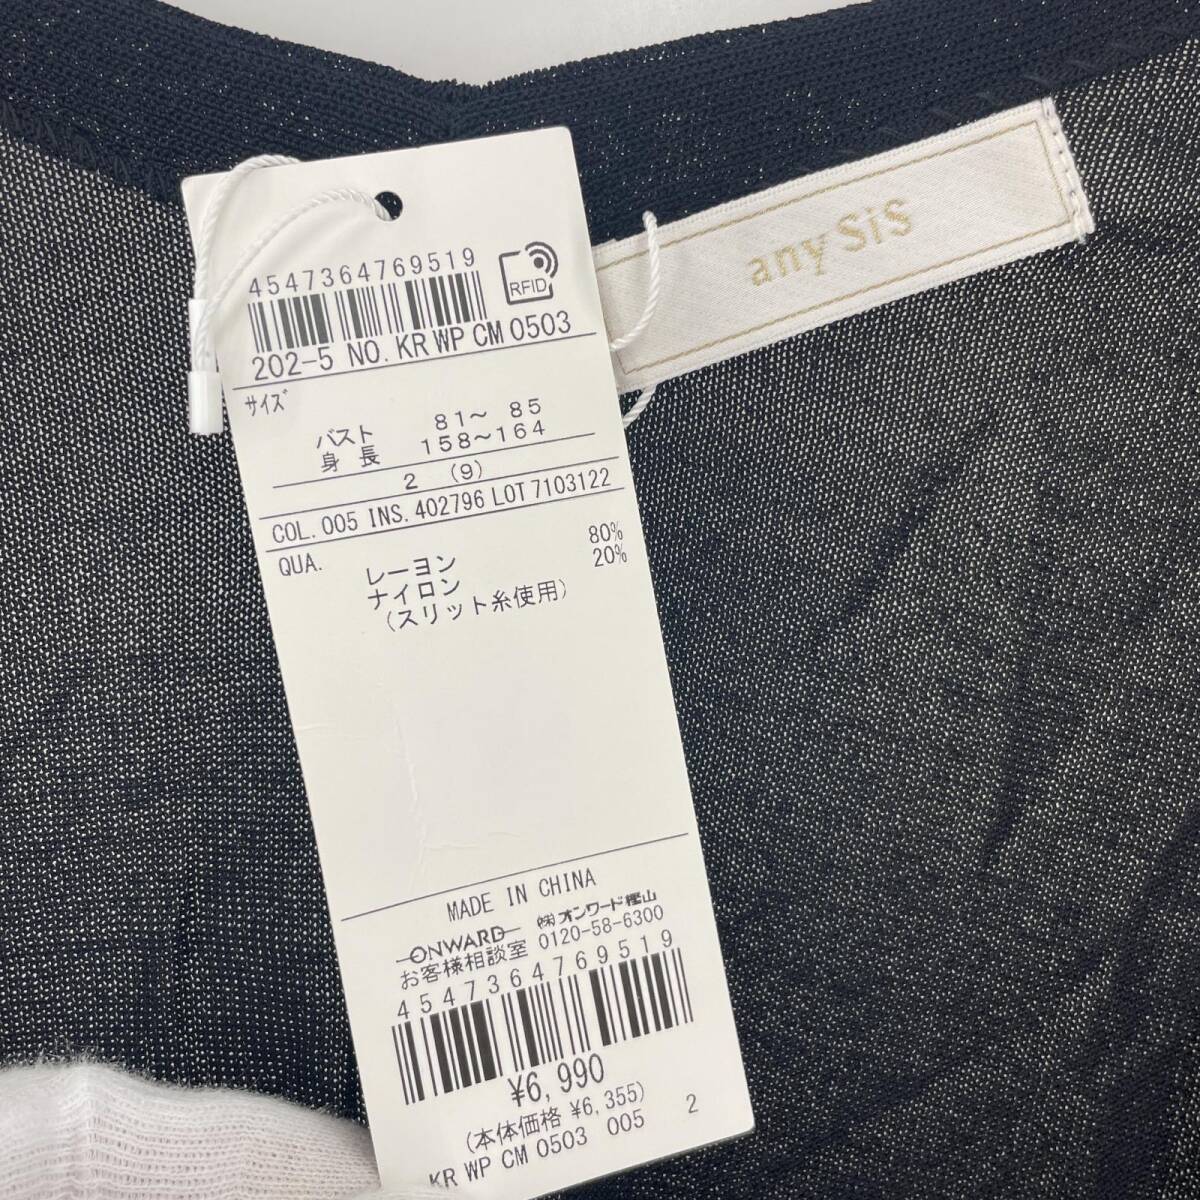 any SiS
4547364769519
RFID
202-5 NO. KR WP CM 0503
サイズ
バスト 81～ 85
身 長 158～164
2 (9)
COL. 005 INS. 402796 LOT 7103122
QUA. レーヨン 80%
ナイロン 20%
(スリット糸使用)
MADE IN CHINA
ONWARD ㈱オンワード樫山
お客様相談室 0120-58-6300
4547364769519
¥6,990
(本体価格 ¥6,355)
KR WP CM 0503 005 2